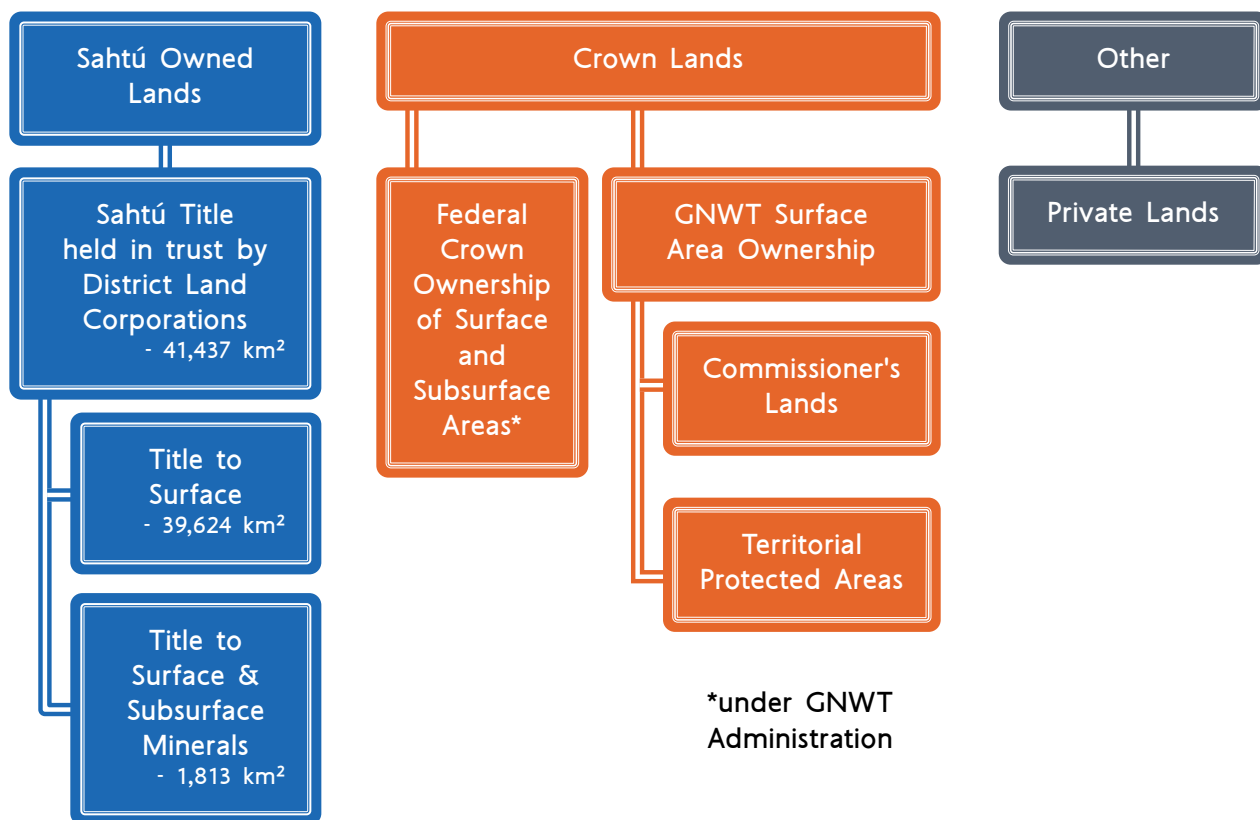 Sahtú Owned
Lands
Sahtú Title
held in trust by
District Land
Corporations
- 41,437 km²
Title to
Surface
- 39,624 km²
Title to
Surface &
Subsurface
Minerals
- 1,813 km²
Crown Lands
Federal
Crown
Ownership
of Surface
and
Subsurface
Areas*
GNWT Surface
Area Ownership
Commissioner's
Lands
Territorial
Protected Areas
*under GNWT
Administration
Other
Private Lands